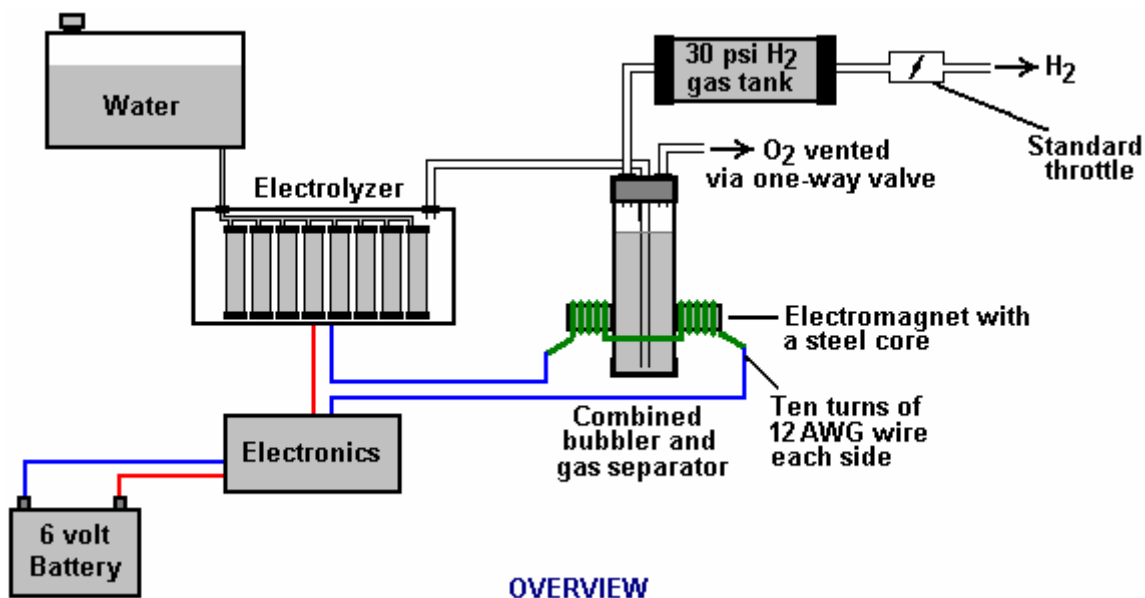 Water
30 psi H2
gas tank
H2
Standard
throttle
O2 vented
via one-way valve
Electrolyzer
Electromagnet with
a steel core
Ten turns of
12 AWG wire
each side
Combined
bubbler and
gas separator
Electronics
6 volt
Battery
OVERVIEW